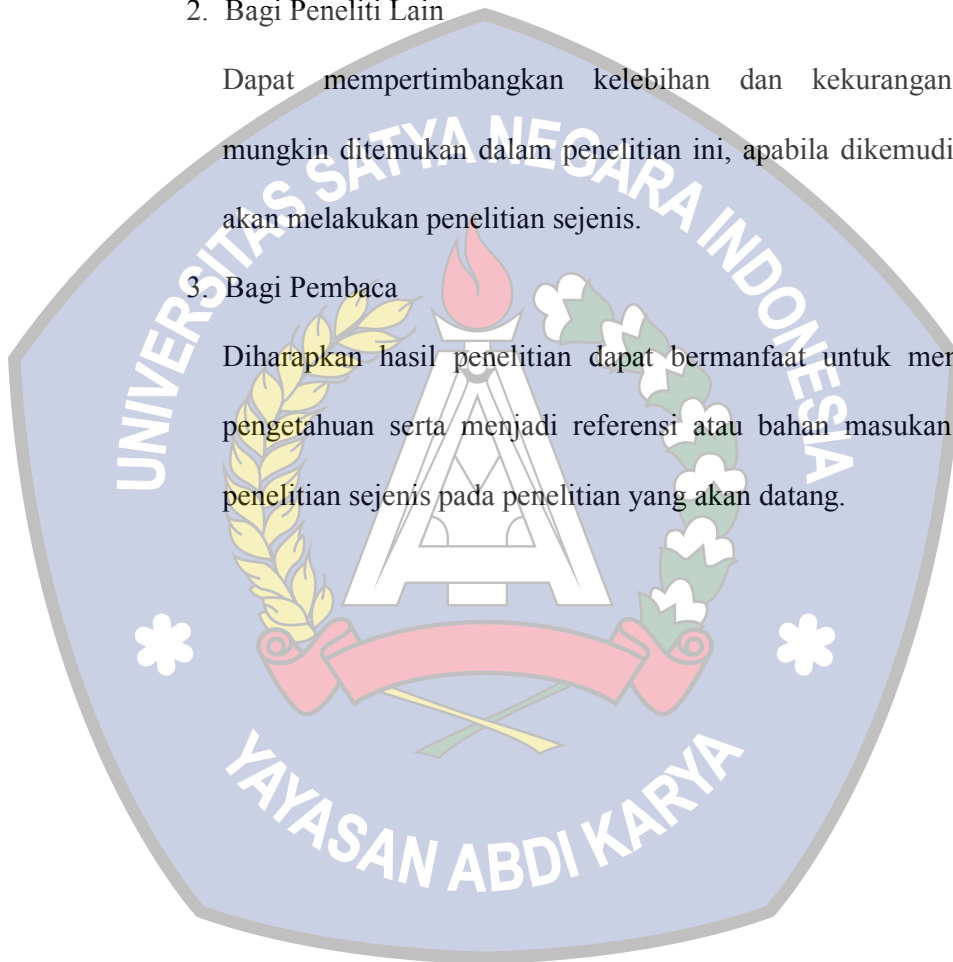 2. Bagi Peneliti Lain
Dapat mempertimbangkan kelebihan dan kekurangan
mungkin ditemukan dalam penelitian ini, apabila dikemudi
akan melakukan penelitian sejenis.
3. Bagi Pembaca
Diharapkan hasil penelitian dapat bermanfaat untuk men
pengetahuan serta menjadi referensi atau bahan masukan
penelitian sejenis pada penelitian yang akan datang.
UNIVERSITAS SATYA NEGARA INDONESIA
YAYASAN ABDI KARYA